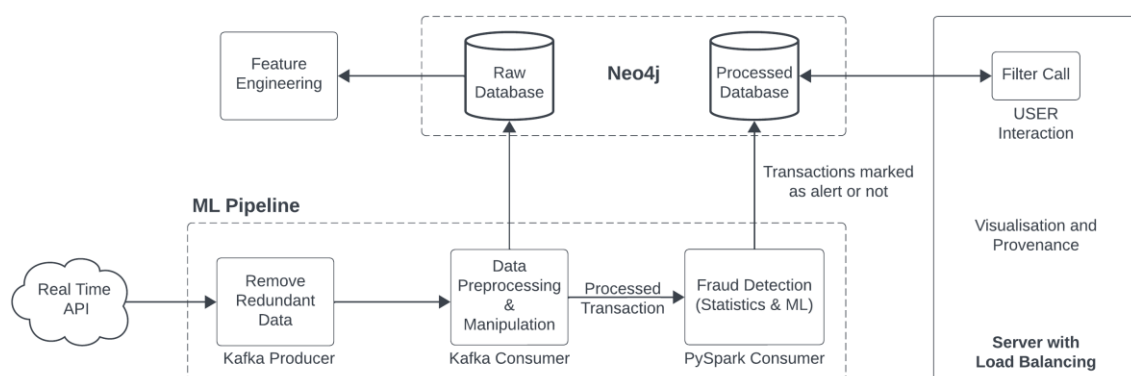 Feature
Engineering
Raw
Database
Neo4j
Processed
Database
Filter Call
USER
Interaction
Transactions marked
as alert or not
ML Pipeline
Visualisation and
Provenance
Real Time
API
Remove
Redundant
Data
Kafka Producer
Data
Preprocessing
&
Manipulation
Kafka Consumer
Processed
Transaction
Fraud Detection
(Statistics & ML)
PySpark Consumer
Server with
Load Balancing